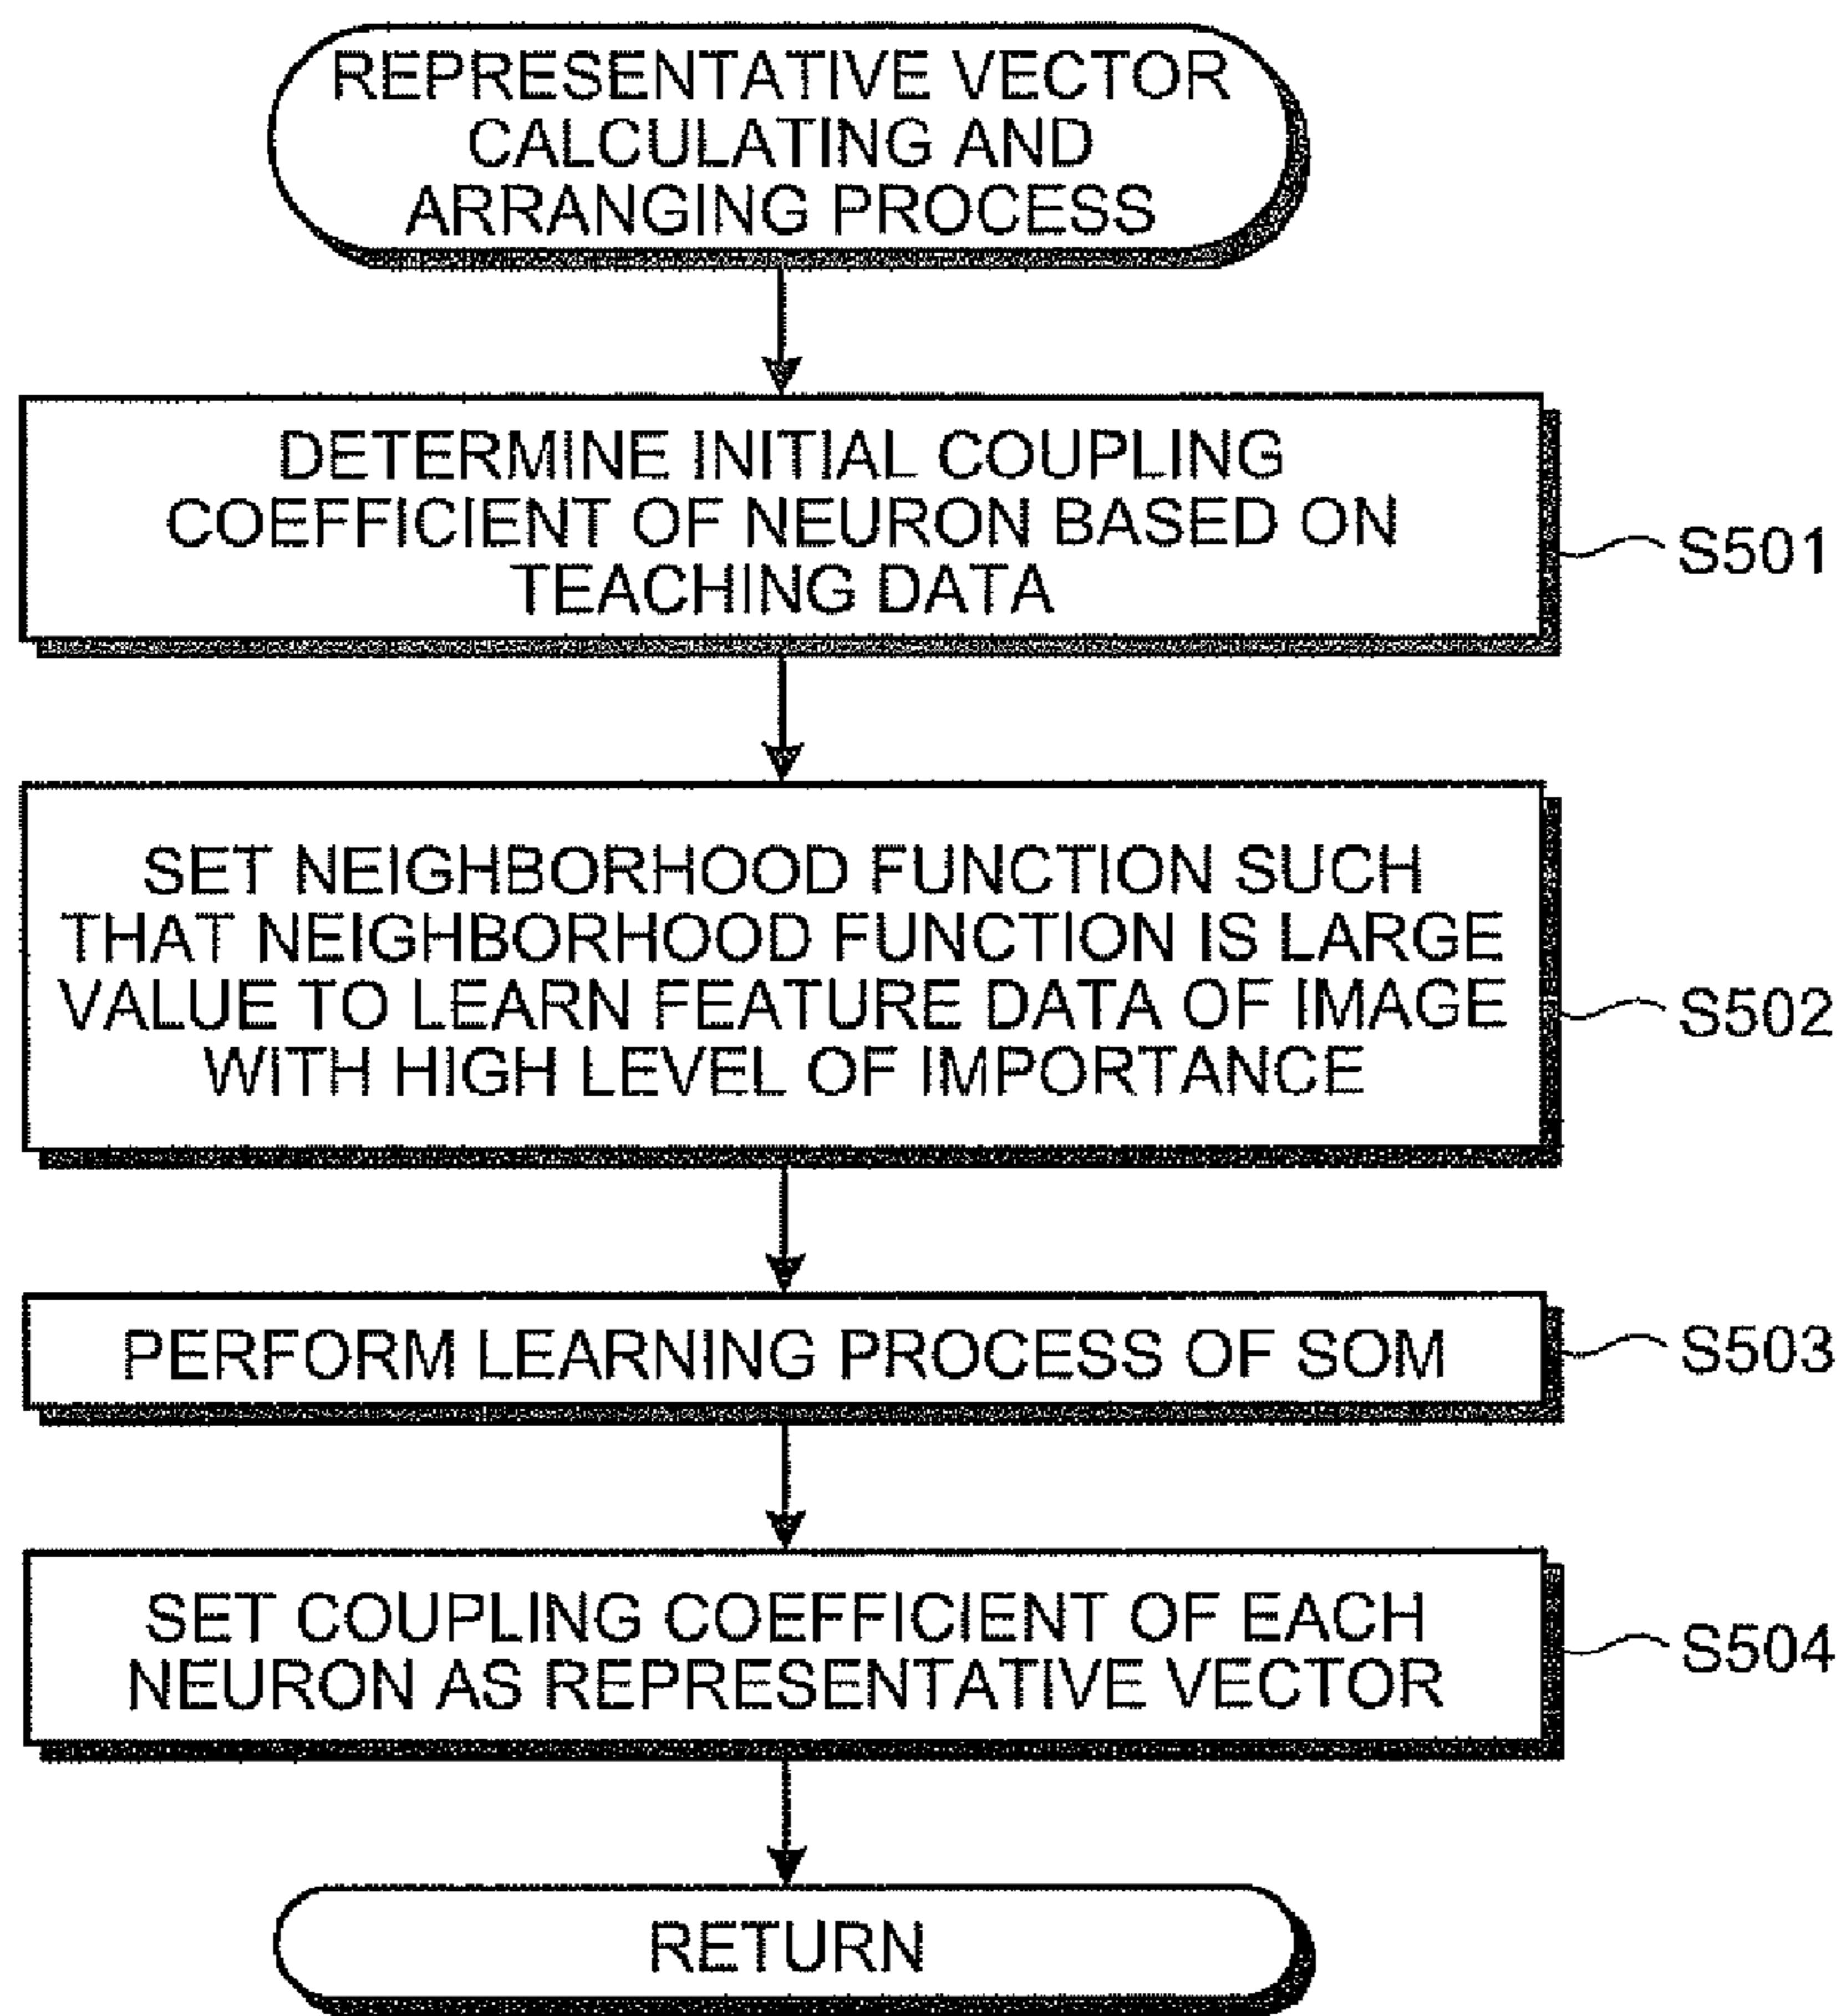 REPRESENTATIVE VECTOR
CALCULATING AND
ARRANGING PROCESS
DETERMINE INITIAL COUPLING
COEFFICIENT OF NEURON BASED ON
TEACHING DATA
S501
SET NEIGHBORHOOD FUNCTION SUCH
THAT NEIGHBORHOOD FUNCTION IS LARGE
VALUE TO LEARN FEATURE DATA OF IMAGE
WITH HIGH LEVEL OF IMPORTANCE
S502
PERFORM LEARNING PROCESS OF SOM
S503
SET COUPLING COEFFICIENT OF EACH
NEURON AS REPRESENTATIVE VECTOR
S504
RETURN